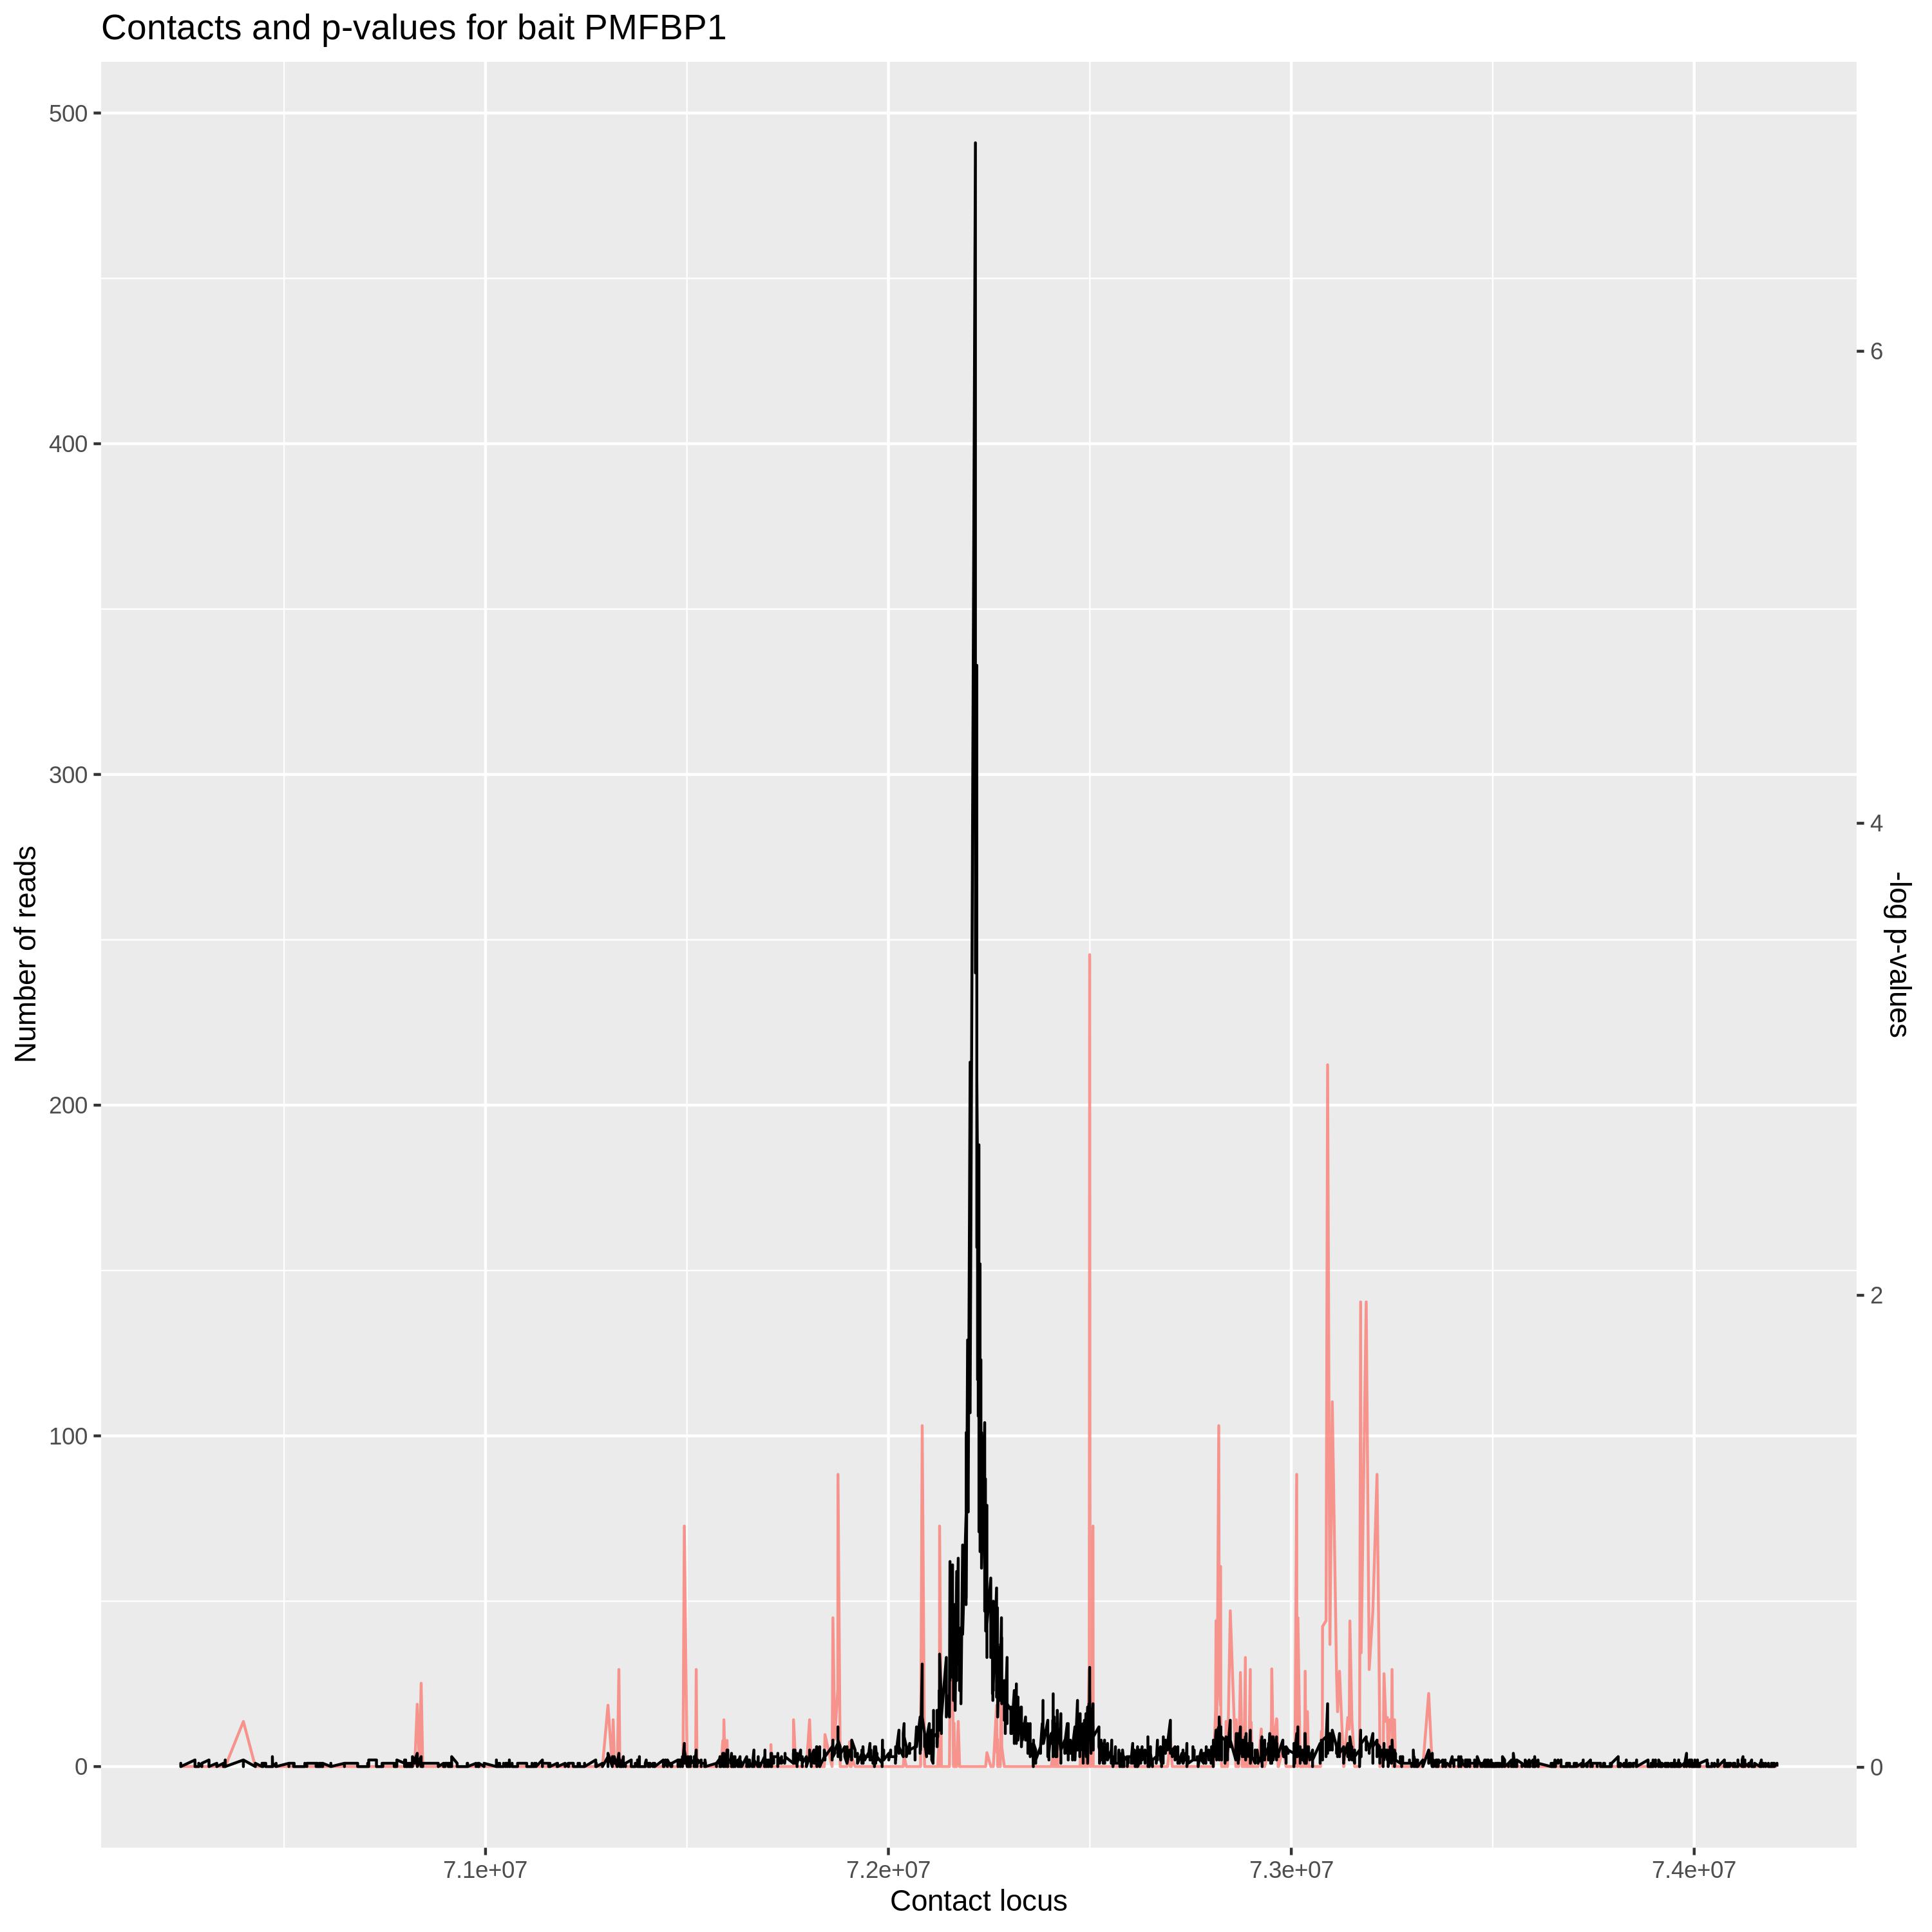 Contacts and p-values for bait PMFBP1
500
400
300
200
100
0
Number of reads
6
4
2
0
-log p-values
7.1e+07
7.2e+07
7.3e+07
7.4e+07
Contact locus